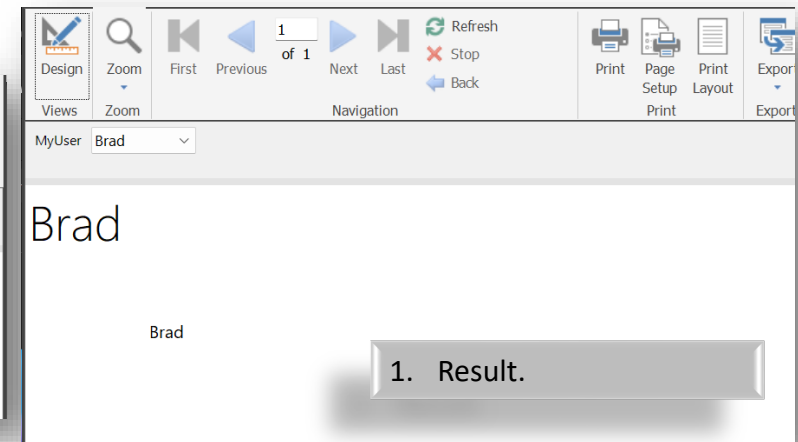 Design
Zoom
First
Previous
1
of 1
Next
Last
Refresh
Stop
Back
Print
Page Setup
Print Layout
Export
Views
Zoom
Navigation
Print
Export
MyUser Brad
Brad
Brad
1. Result.